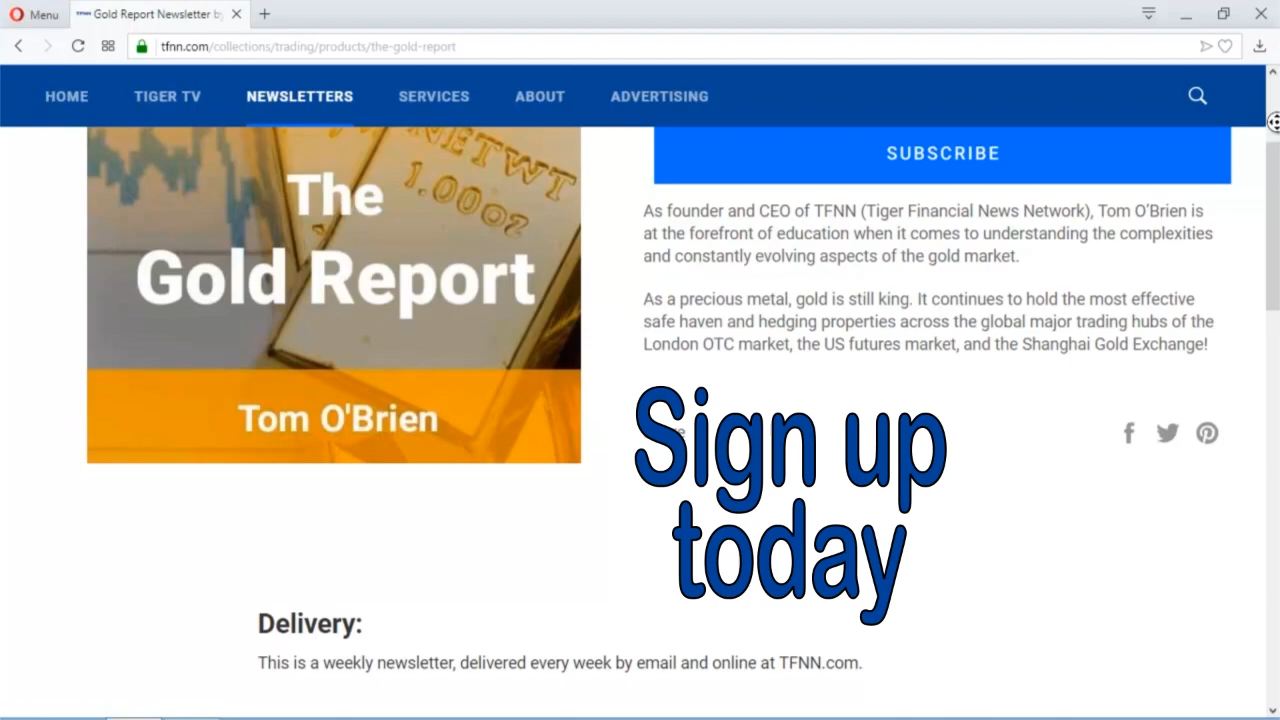 Menu
TFNN Gold Report Newsletter by
tfnn.com/collections/trading/products/the-gold-report
HOME
TIGER TV
NEWSLETTERS
SERVICES
ABOUT
ADVERTISING
NETWT
1.00OZ
The
Gold Report
Tom O'Brien
SUBSCRIBE
As founder and CEO of TFNN (Tiger Financial News Network), Tom O'Brien is
at the forefront of education when it comes to understanding the complexities
and constantly evolving aspects of the gold market.
As a precious metal, gold is still king. It continues to hold the most effective
safe haven and hedging properties across the global major trading hubs of the
London OTC market, the US futures market, and the Shanghai Gold Exchange!
Sign up
today
Delivery:
This is a weekly newsletter, delivered every week by email and online at TFNN.com.